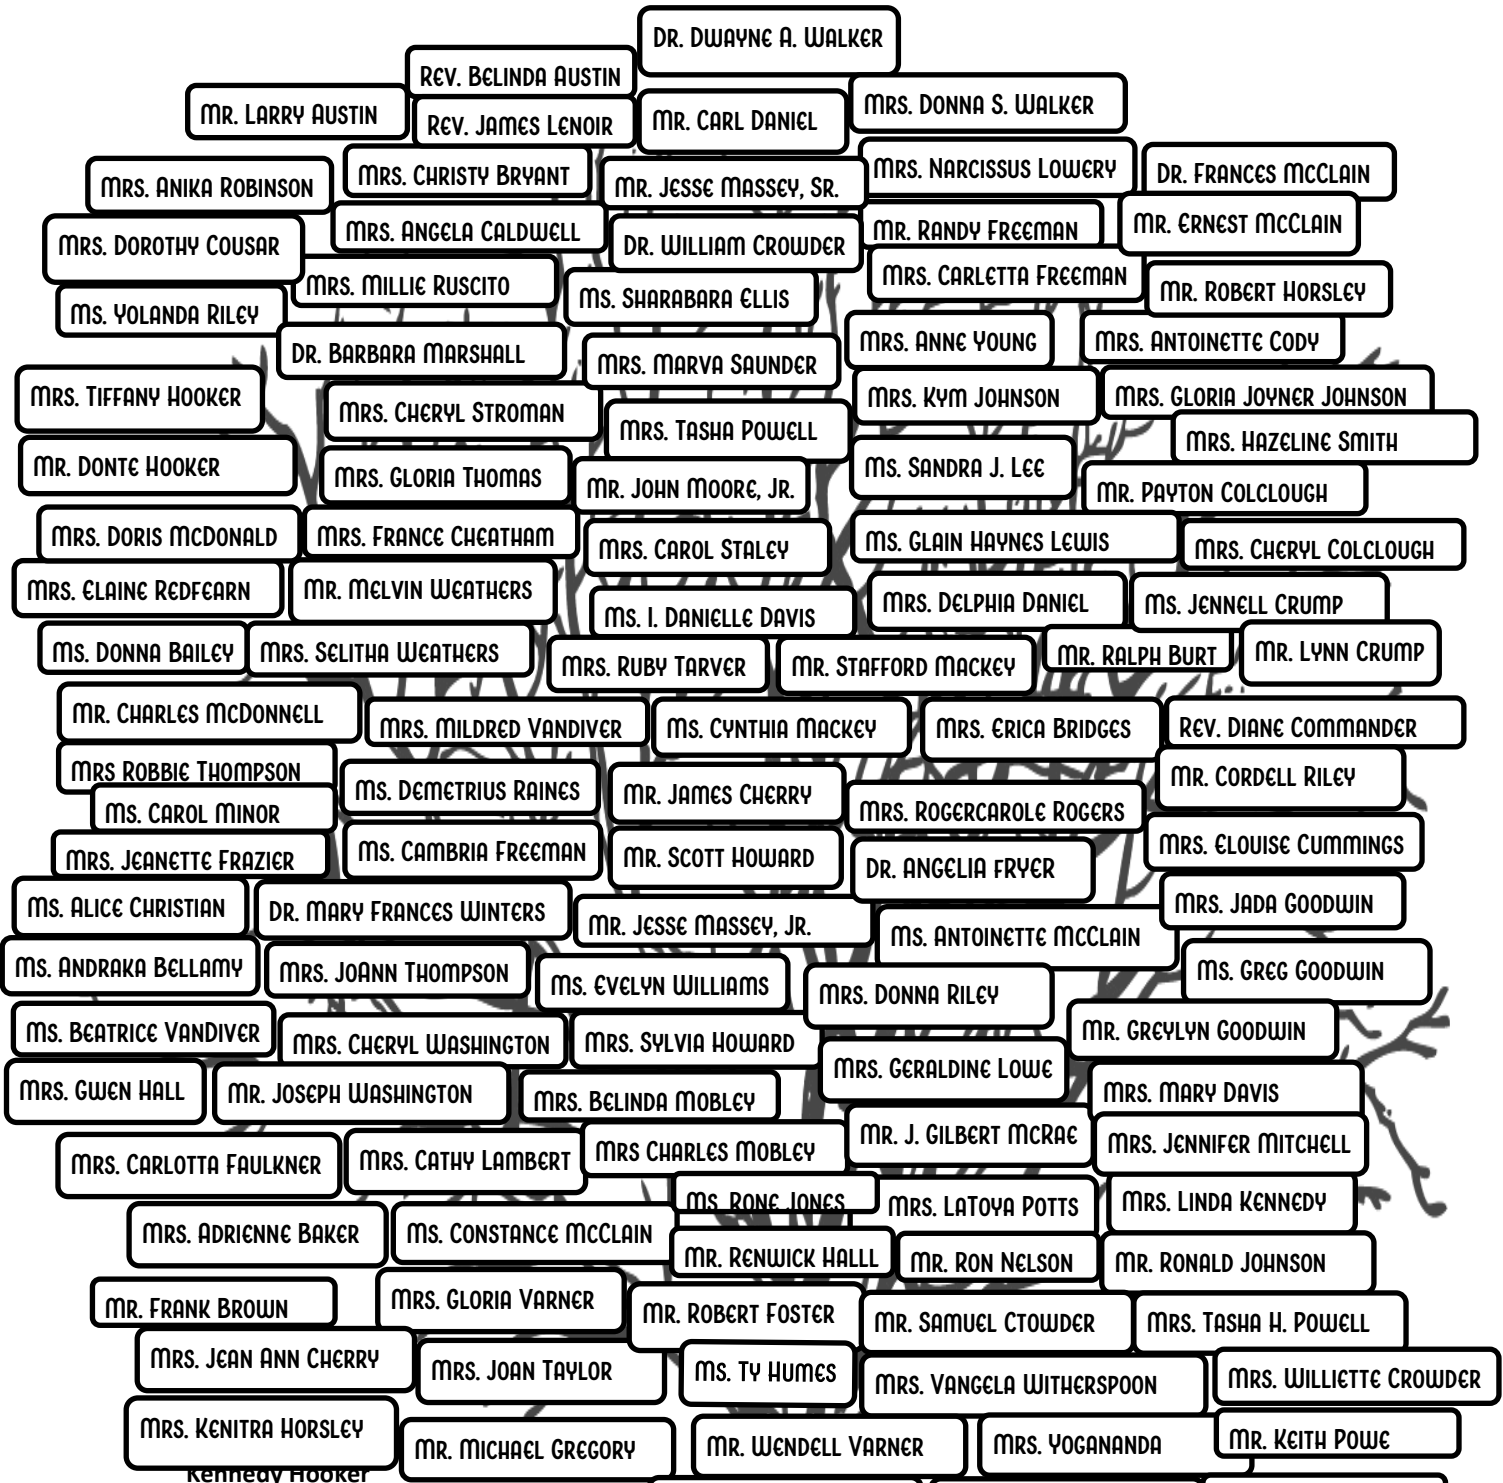 Dr. Dwayne A. Walker
Rev. Belinda Austin
Mr. Larry Austin
Rev. James Lenoir
Mr. Carl Daniel
Mrs. Donna S. Walker
Mrs. Anika Robinson
Mrs. Christy Bryant
Mr. Jesse Massey, Sr.
Mrs. Narcissus Lowery
Dr. Frances McClain
Mrs. Dorothy Cousar
Mrs. Angela Caldwell
Dr. William Crowder
Mr. Randy Freeman
Mr. Ernest McClain
Mrs. Millie Ruscito
Ms. Sharabara Ellis
Mrs. Carletta Freeman
Mr. Robert Horsley
Ms. Yolanda Riley
Dr. Barbara Marshall
Mrs. Marva Saunder
Mrs. Anne Young
Mrs. Antoinette Cody
Mrs. Tiffany Hooker
Mrs. Cheryl Stroman
Mrs. Tasha Powell
Mrs. Kym Johnson
Mrs. Gloria Joyner Johnson
Mrs. Hazeline Smith
Mr. Donte Hooker
Mrs. Gloria Thomas
Mr. John Moore, Jr.
Ms. Sandra J. Lee
Mr. Payton Colclough
Mrs. Doris McDonald
Mrs. France Cheatham
Mrs. Carol Staley
Ms. Glain Haynes Lewis
Mrs. Cheryl Colclough
Mrs. Elaine Redfearn
Mr. Melvin Weathers
Ms. I. Danielle Davis
Mrs. Delphia Daniel
Ms. Jennell Crump
Ms. Donna Bailey
Mrs. Selitha Weathers
Mrs. Ruby Tarver
Mr. Stafford Mackey
Mr. Ralph Burt
Mr. Lynn Crump
Mr. Charles McDonnell
Mrs. Mildred Vandiver
Ms. Cynthia Mackey
Mrs. Erica Bridges
Rev. Diane Commander
Mrs Robbie Thompson
Ms. Demetrius Raines
Mr. James Cherry
Mrs. Rogercarole Rogers
Mr. Cordell Riley
Ms. Carol Minor
Mrs. Jeanette Frazier
Ms. Cambria Freeman
Mr. Scott Howard
Dr. Angelia Fryer
Mrs. Elouise Cummings
Ms. Alice Christian
Dr. Mary Frances Winters
Mr. Jesse Massey, Jr.
Ms. Antoinette McClain
Mrs. Jada Goodwin
Ms. Andraka Bellamy
Mrs. JoAnn Thompson
Ms. Evelyn Williams
Mrs. Donna Riley
Ms. Greg Goodwin
Ms. Beatrice VanDiver
Mrs. Cheryl Washington
Mrs. Sylvia Howard
Mrs. Geraldine Lowe
Mr. Greylyn Goodwin
Mrs. Gwen Hall
Mr. Joseph Washington
Mrs. Belinda Mobley
Mr. J. Gilbert McRae
Mrs. Mary Davis
Mrs. Carlotta Faulkner
Mrs. Cathy Lambert
Mrs Charles Mobley
Mrs. Jennifer Mitchell
Ms. Rone Jones
Mrs. LaToya Potts
Mrs. Linda Kennedy
Mrs. Adrienne Baker
Ms. Constance McClain
Mr. Renwick Halll
Mr. Ron Nelson
Mr. Ronald Johnson
Mr. Frank Brown
Mrs. Gloria Varner
Mr. Robert Foster
Mr. Samuel Ctowder
Mrs. Tasha H. Powell
Mrs. Jean Ann Cherry
Mrs. Joan Taylor
Ms. Ty Humes
Mrs. Vangela Witherspoon
Mrs. Williette Crowder
Mrs. Kenitra Horsley
Mr. Michael Gregory
Mr. Wendell Varner
Mrs. Yogananda
Mr. Keith Powe
Kennedy Hooker